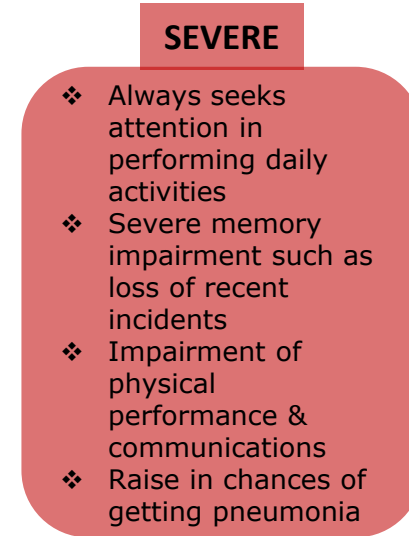 SEVERE
❖ Always seeks
attention in
performing daily
activities
❖ Severe memory
impairment such as
loss of recent
incidents
❖ Impairment of
physical
performance &
communications
❖ Raise in chances of
getting pneumonia